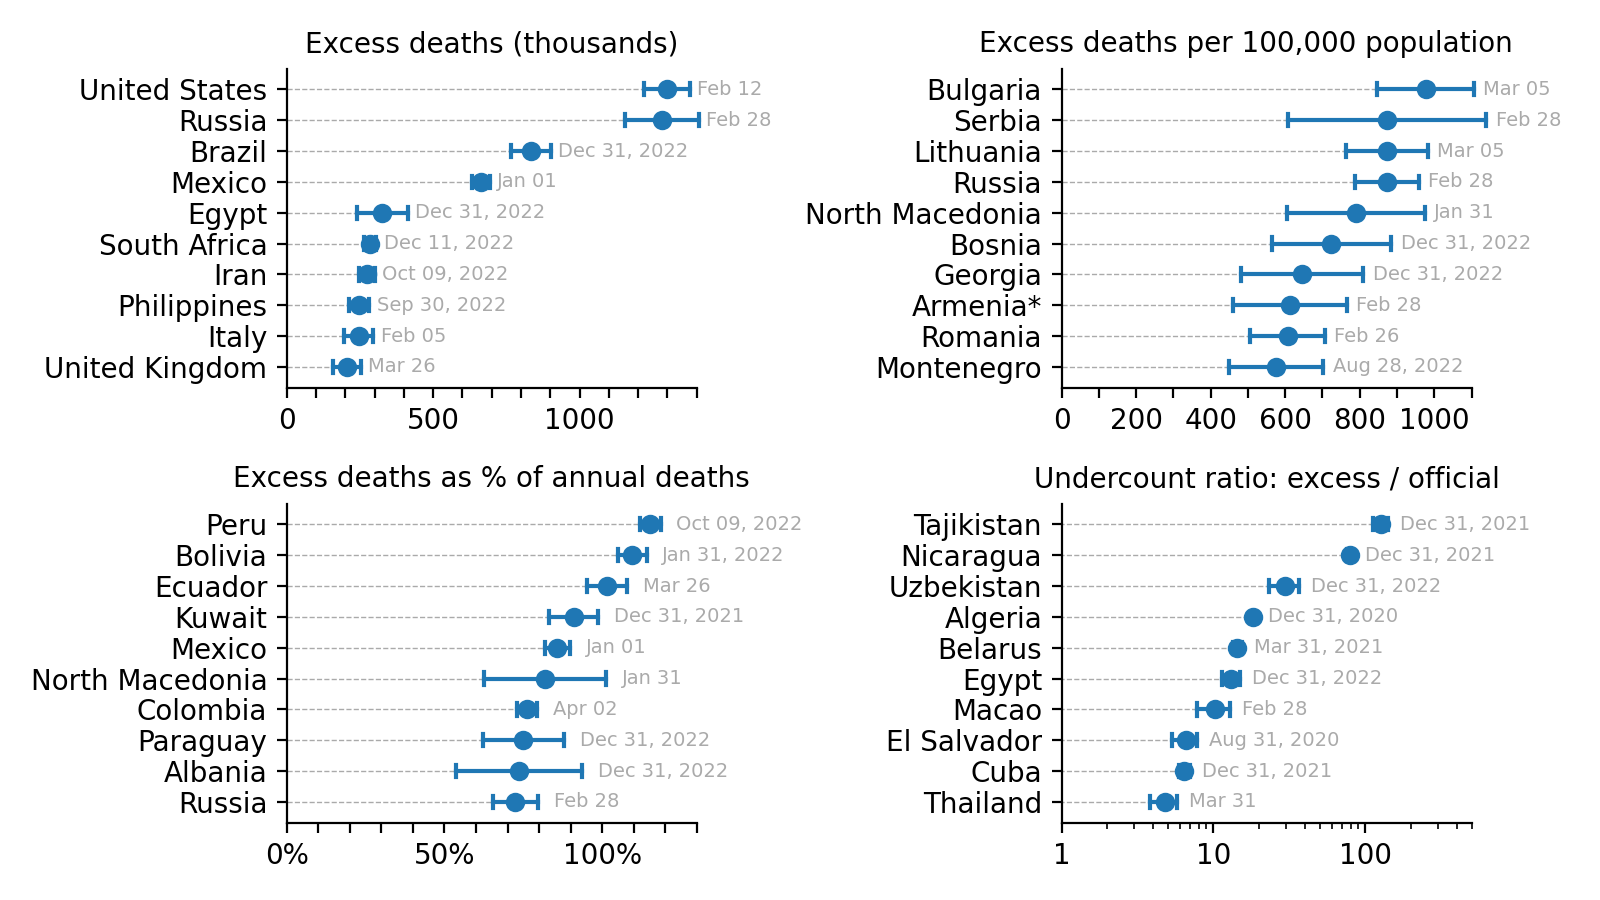 Excess deaths (thousands)
United States Feb 12
Russia Feb 28
Brazil Dec 31, 2022
Mexico Jan 01
Egypt Dec 31, 2022
South Africa Dec 11, 2022
Iran Oct 09, 2022
Philippines Sep 30, 2022
Italy Feb 05
United Kingdom Mar 26
0 500 1000
Excess deaths per 100,000 population
Bulgaria Mar 05
Serbia Feb 28
Lithuania Mar 05
Russia Feb 28
North Macedonia Jan 31
Bosnia Dec 31, 2022
Georgia Dec 31, 2022
Armenia* Feb 28
Romania Feb 26
Montenegro Aug 28, 2022
0 200 400 600 800 1000
Excess deaths as % of annual deaths
Peru Oct 09, 2022
Bolivia Jan 31, 2022
Ecuador Mar 26
Kuwait Dec 31, 2021
Mexico Jan 01
North Macedonia Jan 31
Colombia Apr 02
Paraguay Dec 31, 2022
Albania Dec 31, 2022
Russia Feb 28
0% 50% 100%
Undercount ratio: excess / official
Tajikistan Dec 31, 2021
Nicaragua Dec 31, 2021
Uzbekistan Dec 31, 2022
Algeria Dec 31, 2020
Belarus Mar 31, 2021
Egypt Dec 31, 2022
Macao Feb 28
El Salvador Aug 31, 2020
Cuba Dec 31, 2021
Thailand Mar 31
1 10 100